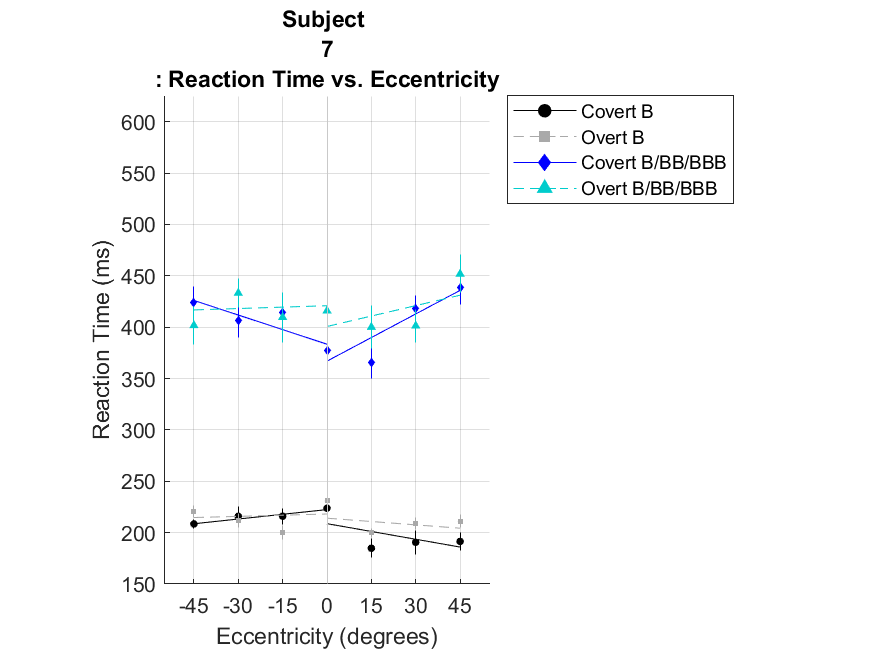 Subject
7
: Reaction Time vs. Eccentricity
Covert B
Overt B
Covert B/BB/BBB
Overt B/BB/BBB
Reaction Time (ms)
600
550
500
450
400
350
300
250
200
150
-45 -30 -15 0 15 30 45
Eccentricity (degrees)